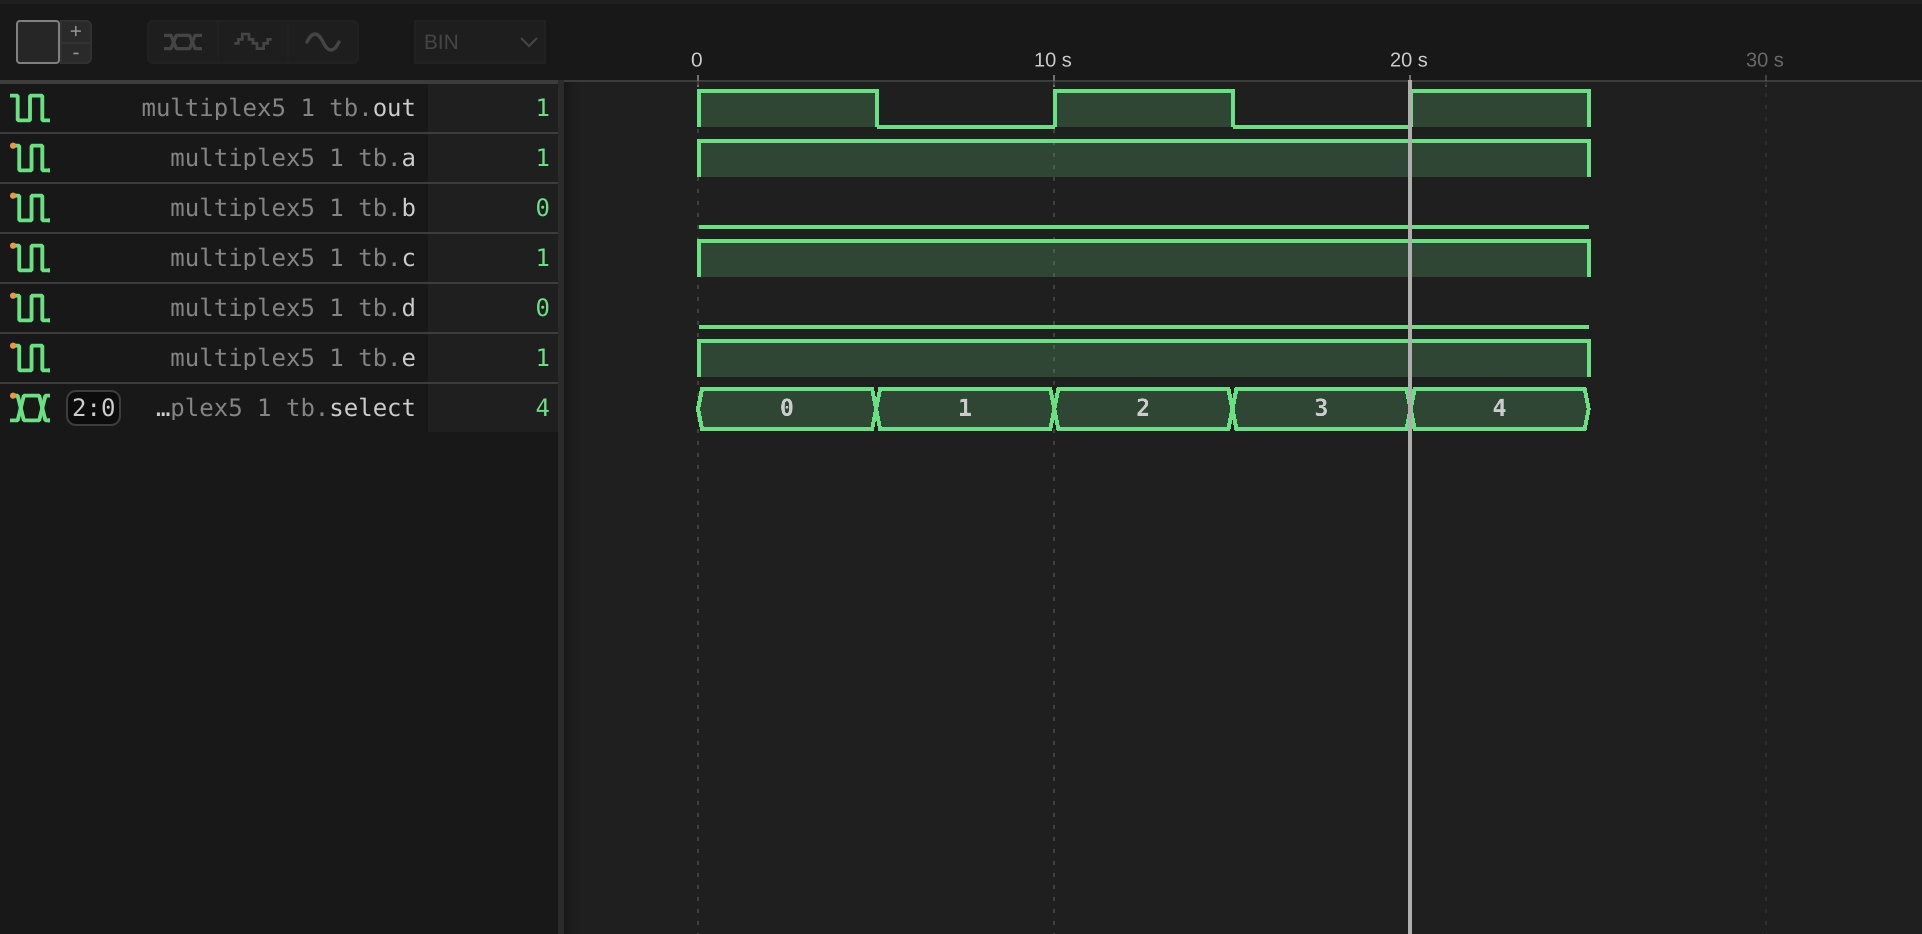 +
-
BIN
0 10 s 20 s 30 s
multiplex5 1 tb.out 1
multiplex5 1 tb.a 1
multiplex5 1 tb.b 0
multiplex5 1 tb.c 1
multiplex5 1 tb.d 0
multiplex5 1 tb.e 1
2:0 …plex5 1 tb.select 4 0 1 2 3 4